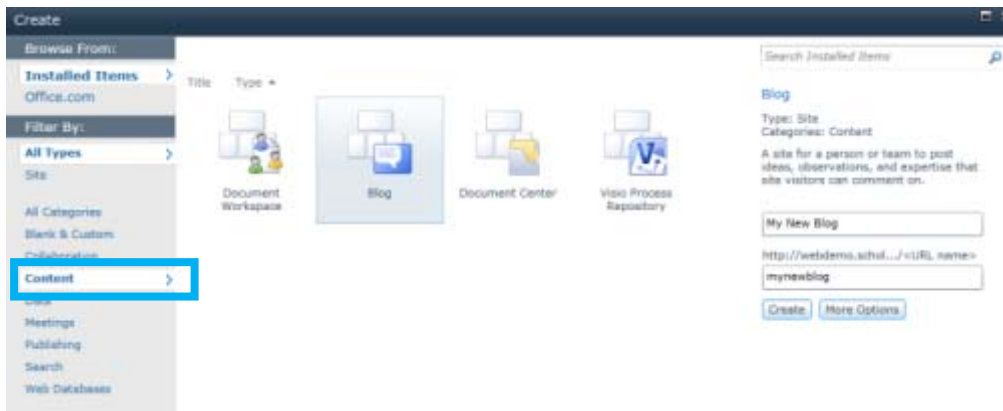 Create
Browse From:
Installed Items
Office.com
Filter By:
All Types
Site
All Categories
Blank & Custom
Collaboration
Content
Data
Meetings
Publishing
Search
Web Databases
Title Type
Document
Workspace
Blog
Document Center
Visio Process
Repository
Search Installed Items
Blog
Type: Site
Categories: Content
A site for a person or team to post
ideas, observations, and expertise that
site visitors can comment on.
My New Blog
http://webdemo.schol.../<URL name>
mynewblog
Create More Options